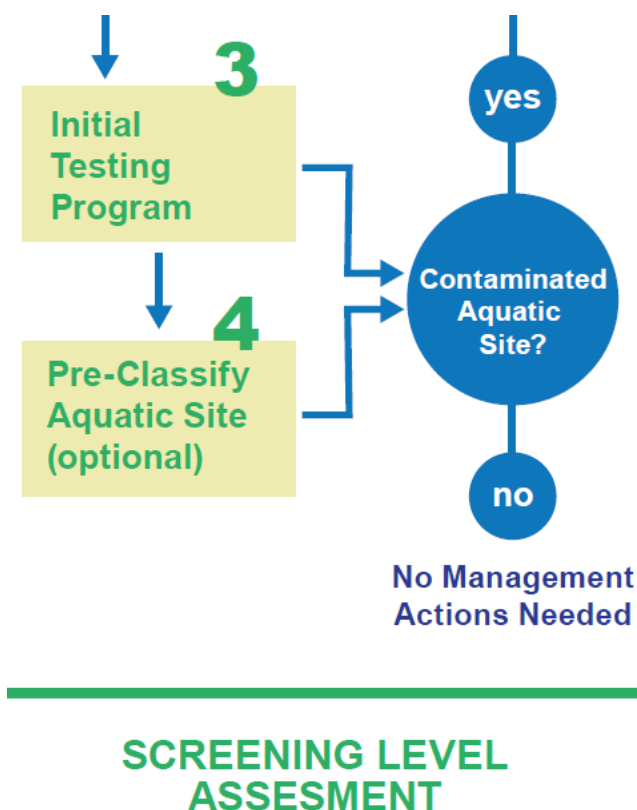 3
Initial
Testing
Program
4
Pre-Classify
Aquatic Site
(optional)
yes
Contaminated
Aquatic
Site?
no
No Management
Actions Needed
SCREENING LEVEL
ASSESMENT